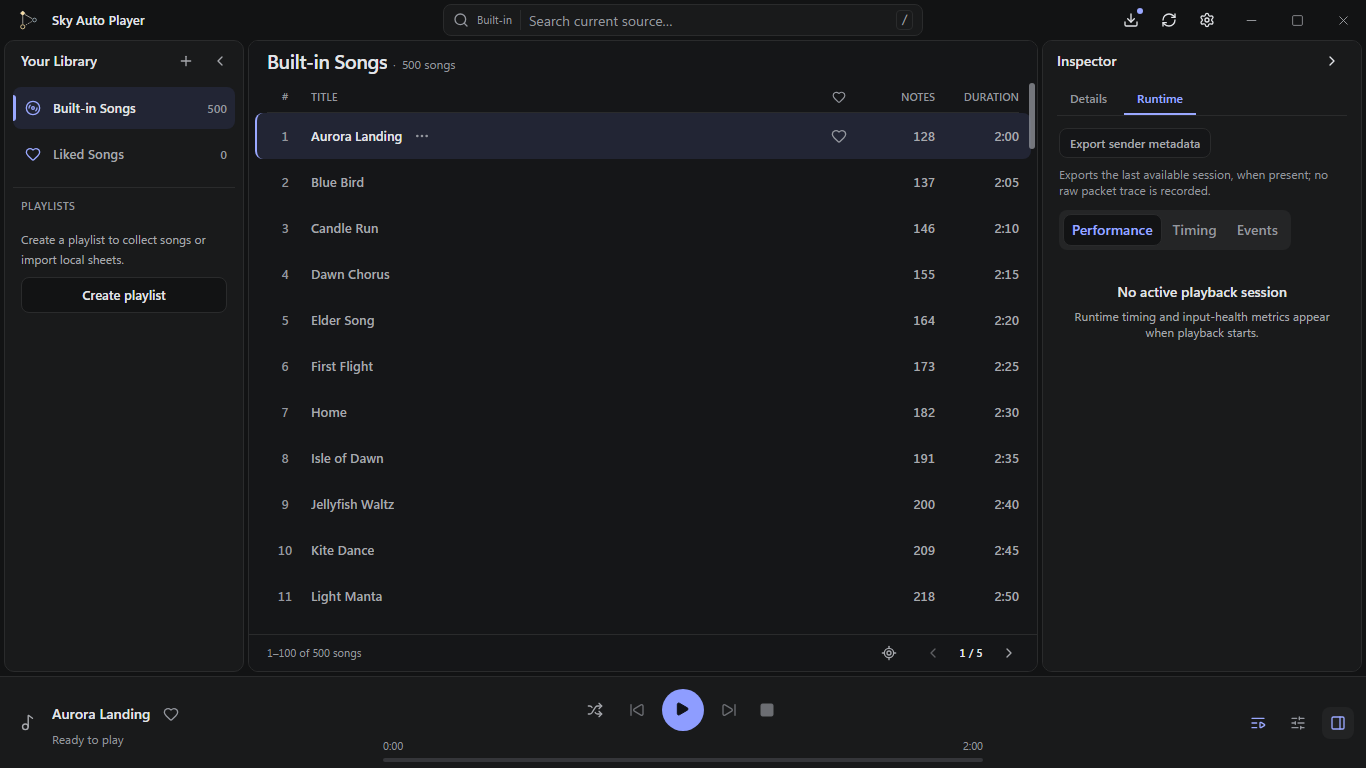 Sky Auto Player
Built-in
Search current source...
/
Your Library
Built-in Songs 500
Liked Songs 0
PLAYLISTS
Create a playlist to collect songs or
import local sheets.
Create playlist
Built-in Songs · 500 songs
# TITLE NOTES DURATION
1 Aurora Landing ··· 128 2:00
2 Blue Bird 137 2:05
3 Candle Run 146 2:10
4 Dawn Chorus 155 2:15
5 Elder Song 164 2:20
6 First Flight 173 2:25
7 Home 182 2:30
8 Isle of Dawn 191 2:35
9 Jellyfish Waltz 200 2:40
10 Kite Dance 209 2:45
11 Light Manta 218 2:50
1–100 of 500 songs
1 / 5
Inspector
Details Runtime
Export sender metadata
Exports the last available session, when present; no
raw packet trace is recorded.
Performance Timing Events
No active playback session
Runtime timing and input-health metrics appear
when playback starts.
Aurora Landing
Ready to play
0:00 2:00